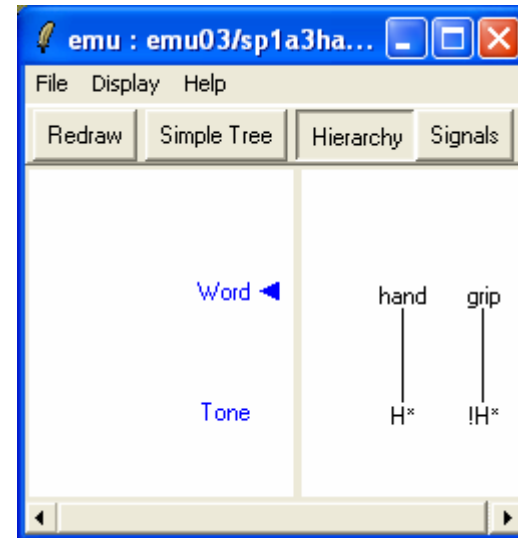 emu : emu03/sp1a3ha...
File Display Help
Redraw Simple Tree Hierarchy Signals
Word hand grip
Tone H* !H*